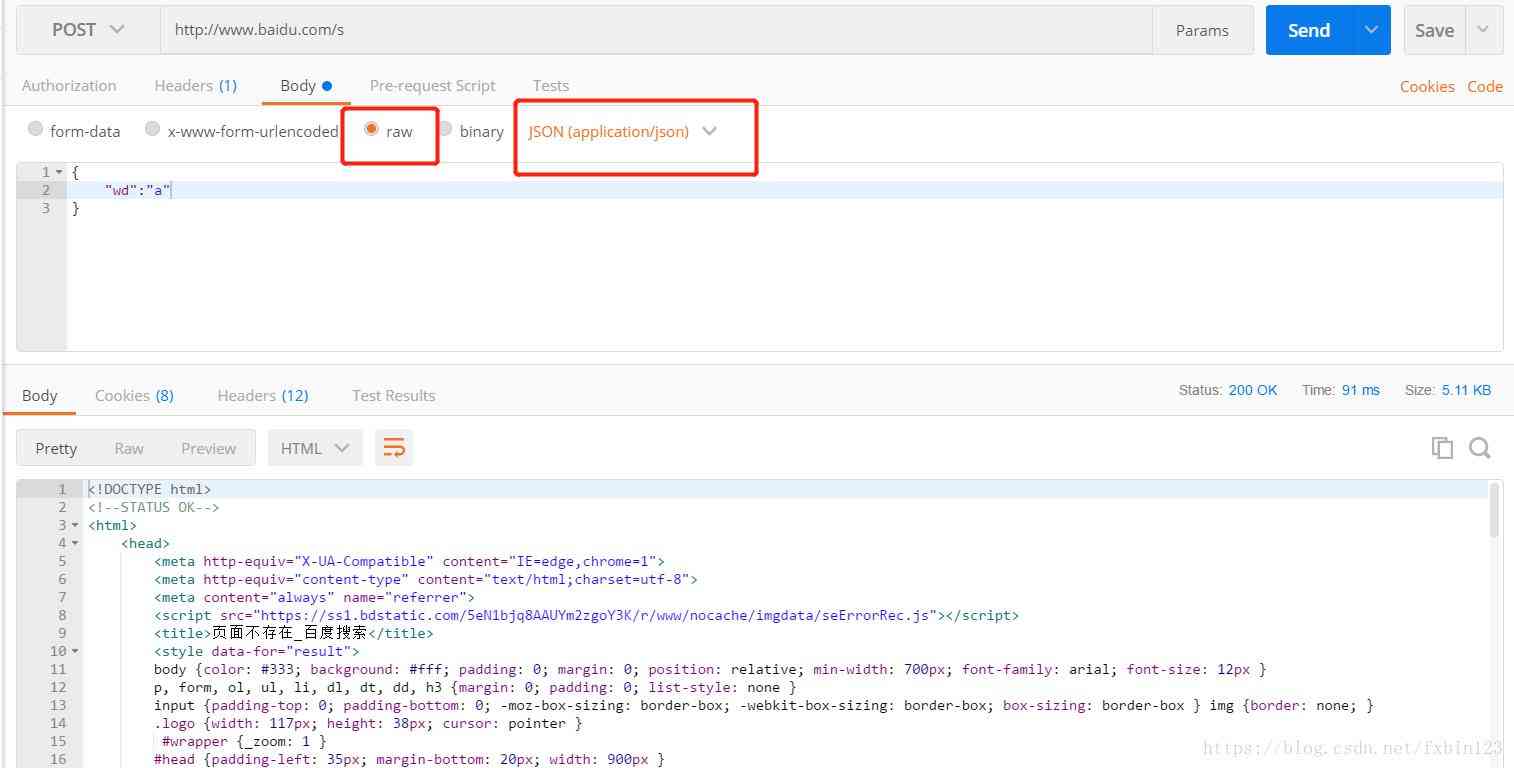 POST http://www.baidu.com/s Params Send Save
Authorization Headers (1) Body Pre-request Script Tests Cookies Code
form-data x-www-form-urlencoded raw binary JSON (application/json)
1 {
2 "wd":"a"
3 }
Body Cookies (8) Headers (12) Test Results Status: 200 OK Time: 91 ms Size: 5.11 KB
Pretty Raw Preview HTML
1 <!DOCTYPE html>
2 <!--STATUS OK-->
3 <html>
4 <head>
5 <meta http-equiv="X-UA-Compatible" content="IE=edge,chrome=1">
6 <meta http-equiv="content-type" content="text/html;charset=utf-8">
7 <meta content="always" name="referrer">
8 <script src="https://ss1.bdstatic.com/5eN1bjq8AAUYm2zgoY3K/r/www/nocache/imgdata/seErrorRec.js"></script>
9 <title>页面不存在_百度搜索</title>
10 <style data-for="result">
11 body {color: #333; background: #fff; padding: 0; margin: 0; position: relative; min-width: 700px; font-family: arial; font-size: 12px }
12 p, form, ol, ul, li, dl, dt, dd, h3 {margin: 0; padding: 0; list-style: none }
13 input {padding-top: 0; padding-bottom: 0; -moz-box-sizing: border-box; -webkit-box-sizing: border-box; box-sizing: border-box } img {border: none; }
14 .logo {width: 117px; height: 38px; cursor: pointer }
15 #wrapper {_zoom: 1 }
16 #head {padding-left: 35px; margin-bottom: 20px; width: 900px }
https://blog.csdn.net/fxbin123